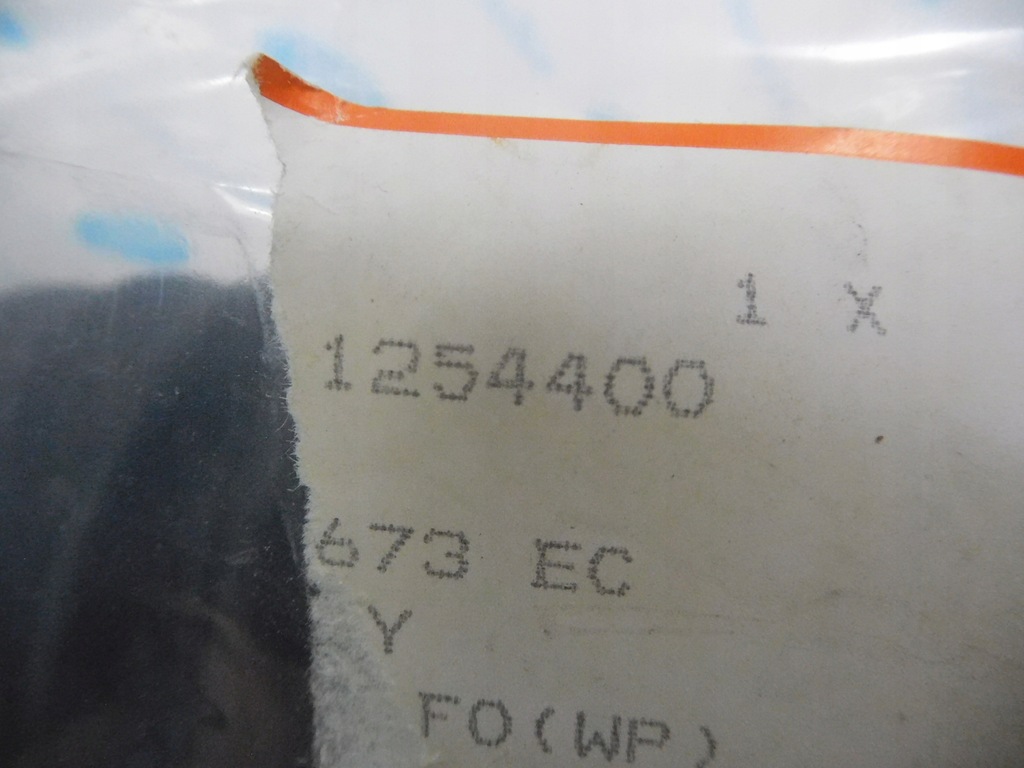 1 X
1254400
673 EC
Y
FO(WP)